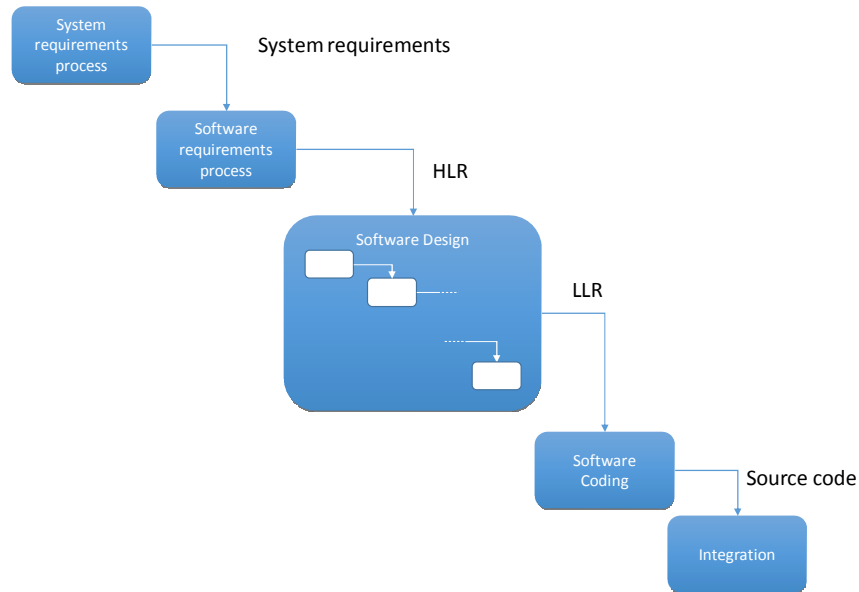 System
requirements
process
System requirements
Software
requirements
process
HLR
Software Design
LLR
Software
Coding
Source code
Integration